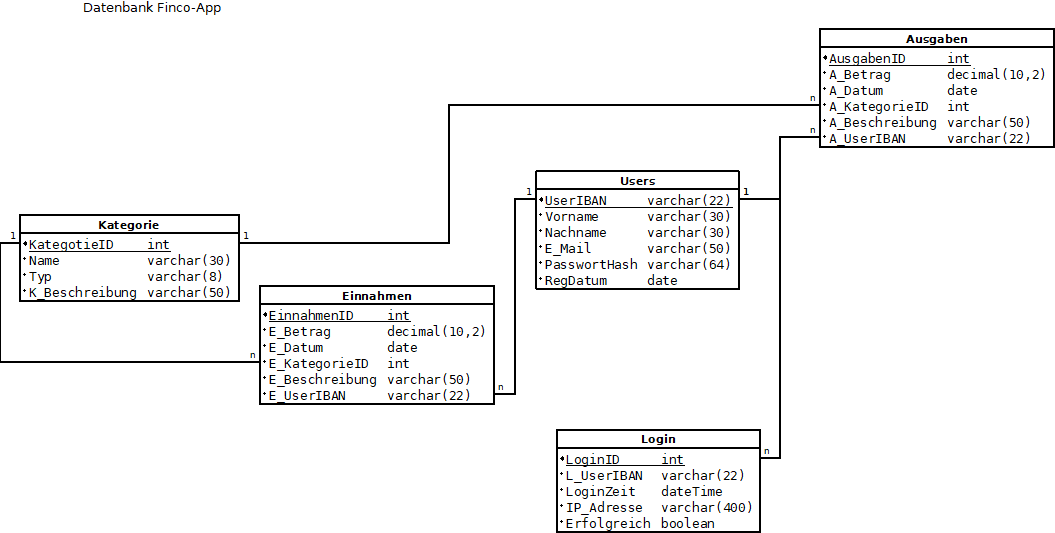 Datenbank Finco-App
Ausgaben
AusgabenID int
A_Betrag decimal(10,2)
A_Datum date
A_KategorieID int
A_Beschreibung varchar(50)
A_UserIBAN varchar(22)
n
n
Users
UserIBAN varchar(22)
Vorname varchar(30)
Nachname varchar(30)
E_Mail varchar(50)
PasswortHash varchar(64)
RegDatum date
1
1
Kategorie
KategotieID int
Name varchar(30)
Typ varchar(8)
K_Beschreibung varchar(50)
1
1
Einnahmen
EinnahmenID int
E_Betrag decimal(10,2)
E_Datum date
E_KategorieID int
E_Beschreibung varchar(50)
E_UserIBAN varchar(22)
n
n
Login
LoginID int
L_UserIBAN varchar(22)
LoginZeit dateTime
IP_Adresse varchar(400)
Erfolgreich boolean
n